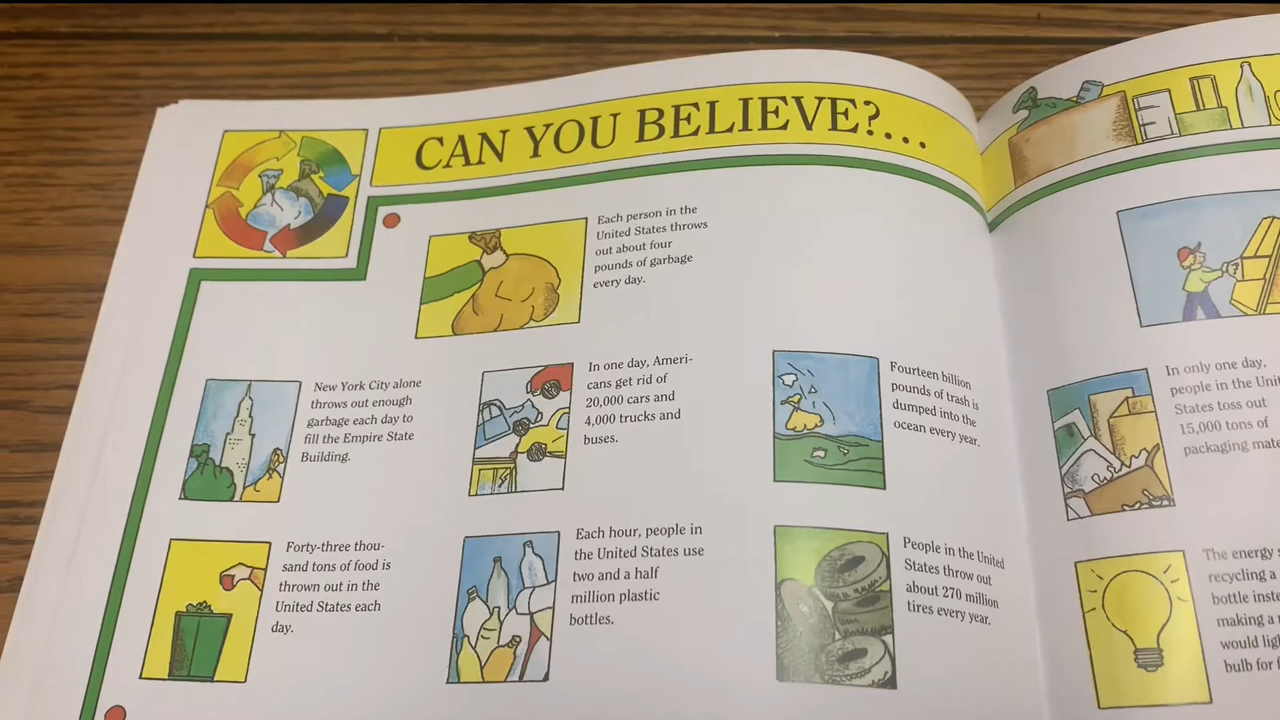 CAN YOU BELIEVE?...
Each person in the
United States throws
out about four
pounds of garbage
every day.
New York City alone
throws out enough
garbage each day to
fill the Empire State
Building.
In one day, Ameri-
cans get rid of
20,000 cars and
4,000 trucks and
buses.
Fourteen billion
pounds of trash is
dumped into the
ocean every year.
Forty-three thou-
sand tons of food is
thrown out in the
United States each
day.
Each hour, people in
the United States use
two and a half
million plastic
bottles.
People in the United
States throw out
about 270 million
tires every year.
In only one day,
people in the
States toss out
15,000 tons of
packaging
The energy
recycling a
bottle
making a
would
bulb for